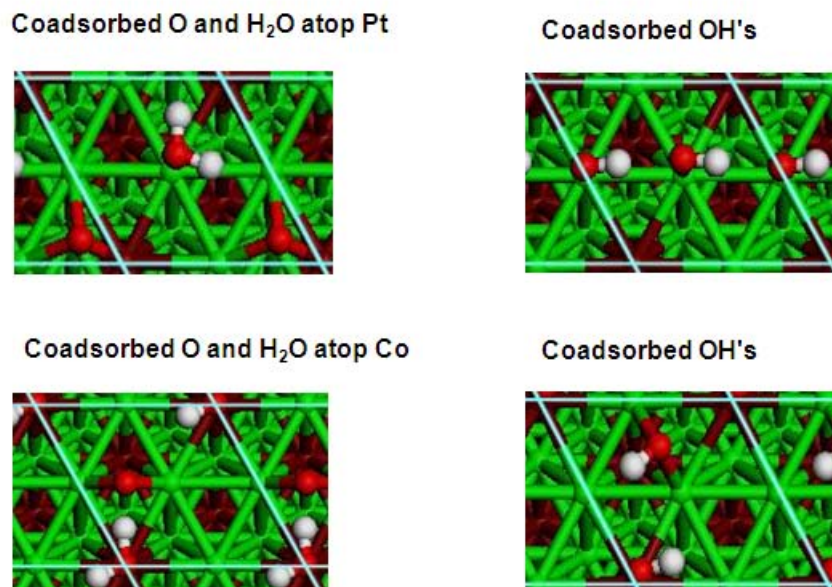 Coadsorbed O and H₂O atop Pt
Coadsorbed OH's
Coadsorbed O and H₂O atop Co
Coadsorbed OH's